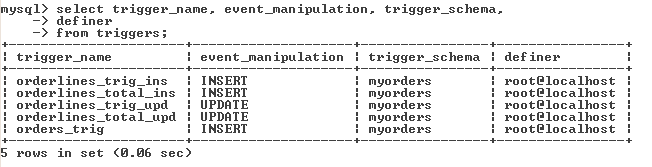 mysql> select trigger_name, event_manipulation, trigger_schema,
    -> definer
    -> from triggers;
+----------------------+--------------------+----------------+----------------+
| trigger_name         | event_manipulation | trigger_schema | definer        |
+----------------------+--------------------+----------------+----------------+
| orderlines_trig_ins  | INSERT             | myorders       | root@localhost |
| orderlines_total_ins | INSERT             | myorders       | root@localhost |
| orderlines_trig_upd  | UPDATE             | myorders       | root@localhost |
| orderlines_total_upd | UPDATE             | myorders       | root@localhost |
| orders_trig          | INSERT             | myorders       | root@localhost |
+----------------------+--------------------+----------------+----------------+
5 rows in set (0.06 sec)